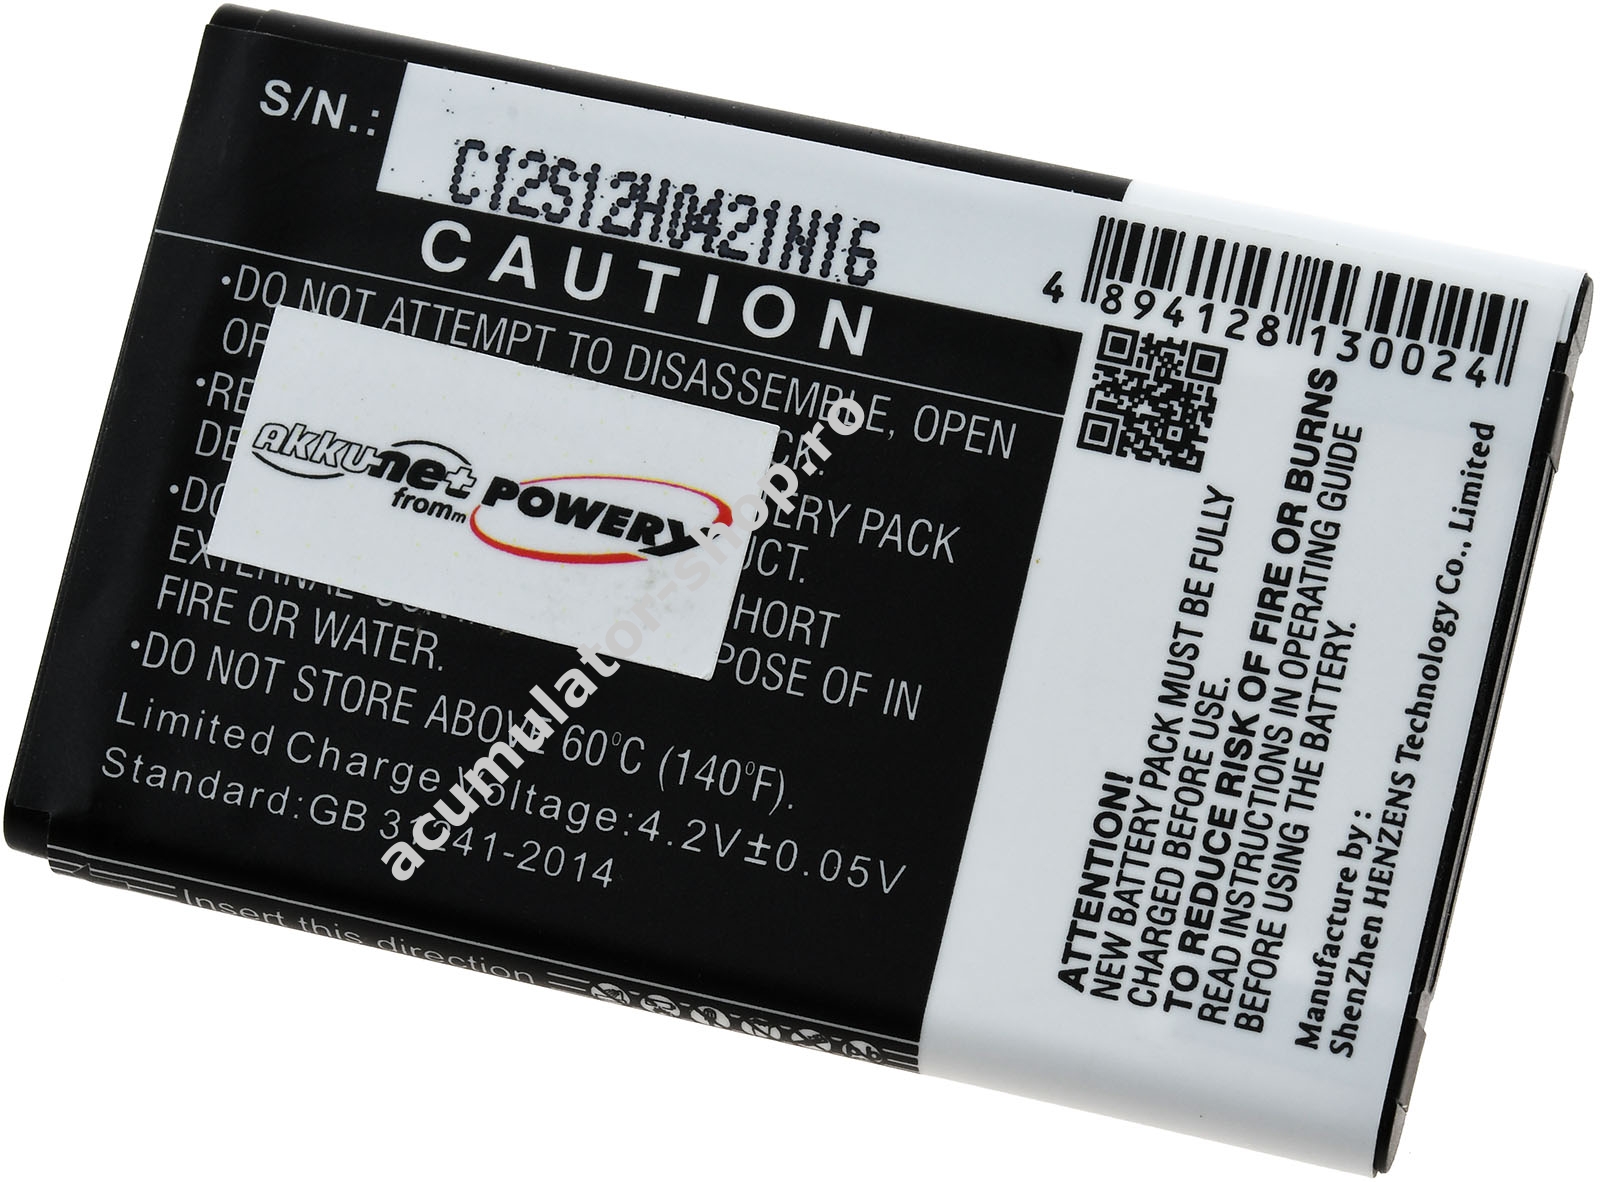 S/N.:
C12S12H0421N16
CAUTION
•DO NOT ATTEMPT TO DISASSEMBLE, OPEN
OR
•RE
DE
•DO ERY PACK
UCT.
HORT
POSE OF IN
FIRE OR WATER.
•DO NOT STORE ABOVE 60°C (140°F).
Limited Charge Voltage:4.2V±0.05V
Standard:GB 31241-2014
Insert this direction
akku-net
fromm
POWERY
acumulator-shop.ro
4 894128 130024
ATTENTION!
NEW BATTERY PACK MUST BE FULLY
CHARGED BEFORE USE.
TO REDUCE RISK OF FIRE OR BURNS
READ INSTRUCTIONS IN OPERATING GUIDE
BEFORE USING THE BATTERY.
Manufacture by:
ShenZhen HENZENS Technology Co., Limited